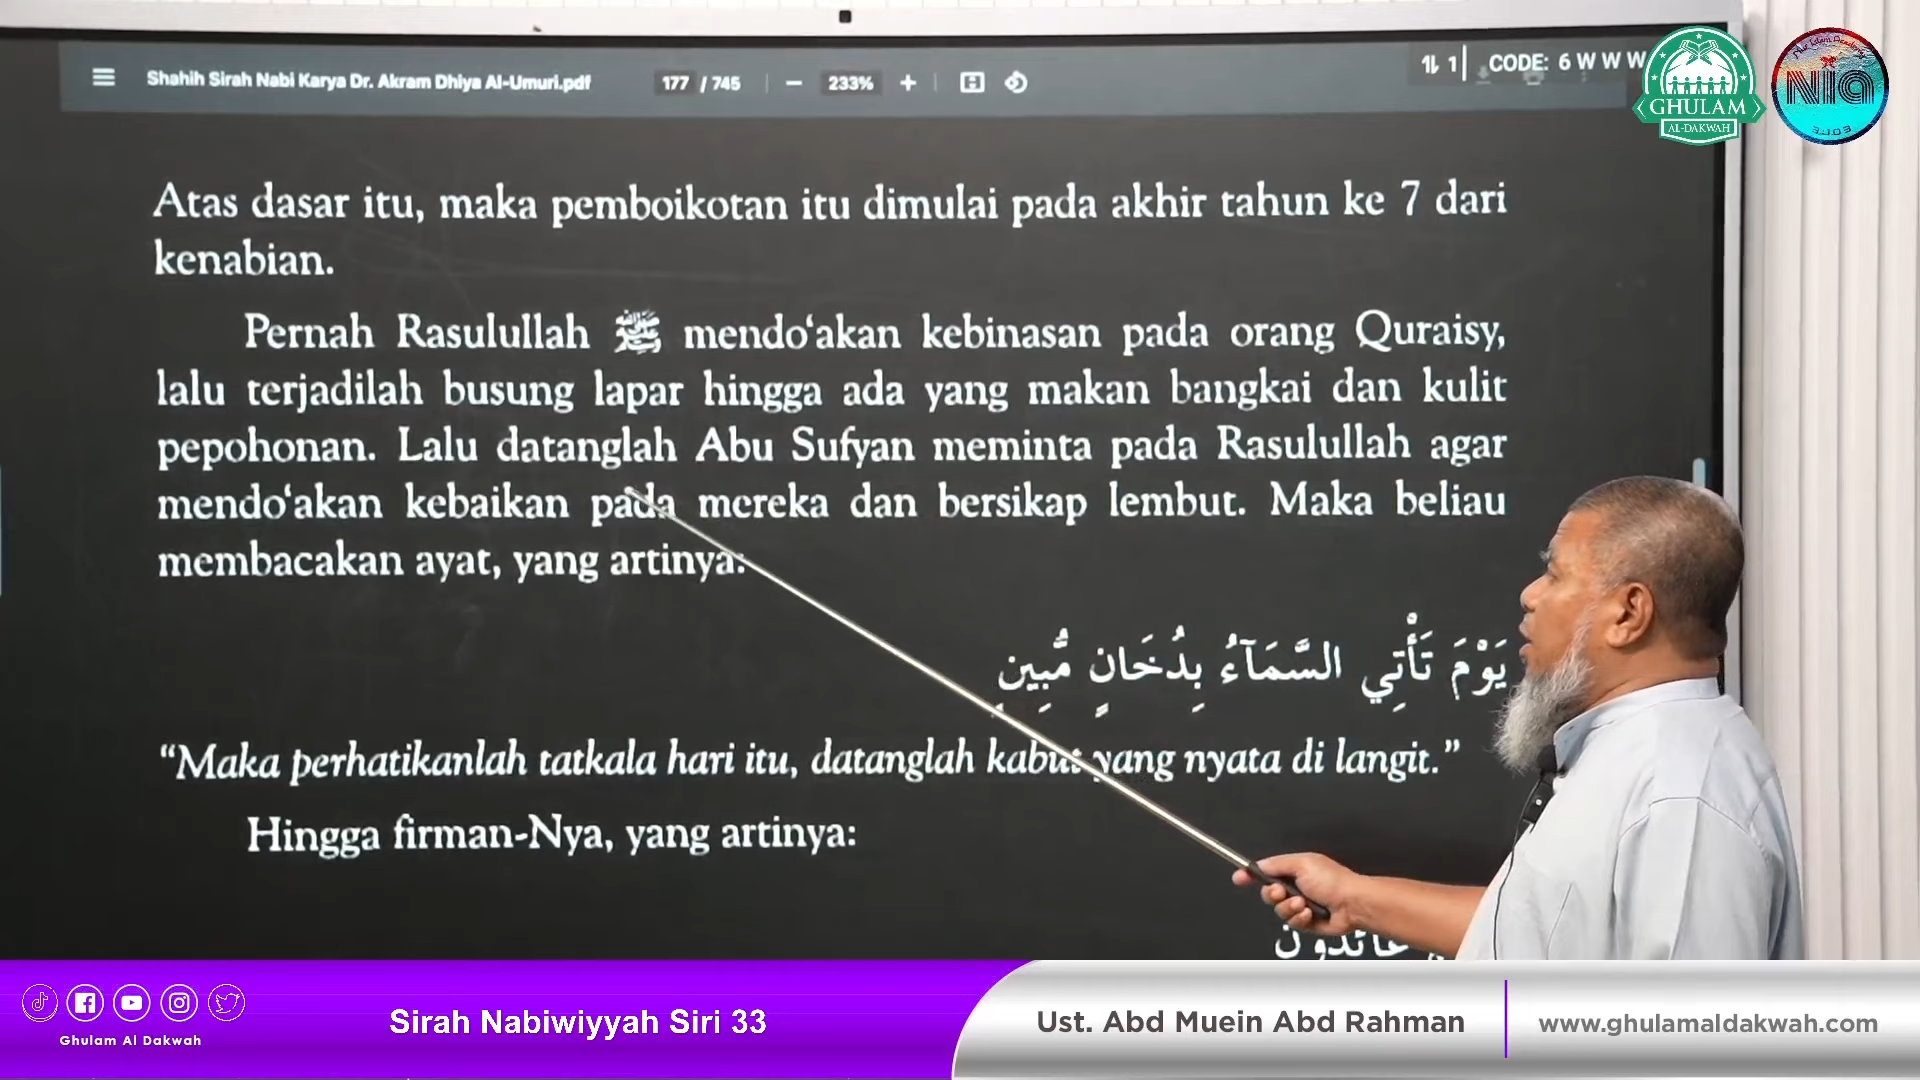 Shahih Sirah Nabi Karya Dr. Akram Dhiya Al-Umuri.pdf
177 / 745
233%
1
CODE: 6 W W W
GHULAM
AL-DAKWAH
NIA
Atas dasar itu, maka pemboikotan itu dimulai pada akhir tahun ke 7 dari
kenabian.
Pernah Rasulullah ﷺ mendo‘akan kebinasan pada orang Quraisy,
lalu terjadilah busung lapar hingga ada yang makan bangkai dan kulit
pepohonan. Lalu datanglah Abu Sufyan meminta pada Rasulullah agar
mendo‘akan kebaikan pada mereka dan bersikap lembut. Maka beliau
membacakan ayat, yang artinya:
يَوْمَ تَأْتِي السَّمَآءُ بِدُخَانٍ مُّبِينٍ
“Maka perhatikanlah tatkala hari itu, datanglah kabut yang nyata di langit.”
Hingga firman-Nya, yang artinya:
عائدون
Ghulam Al Dakwah
Sirah Nabiwiyyah Siri 33
Ust. Abd Muein Abd Rahman
www.ghulamaldakwah.com